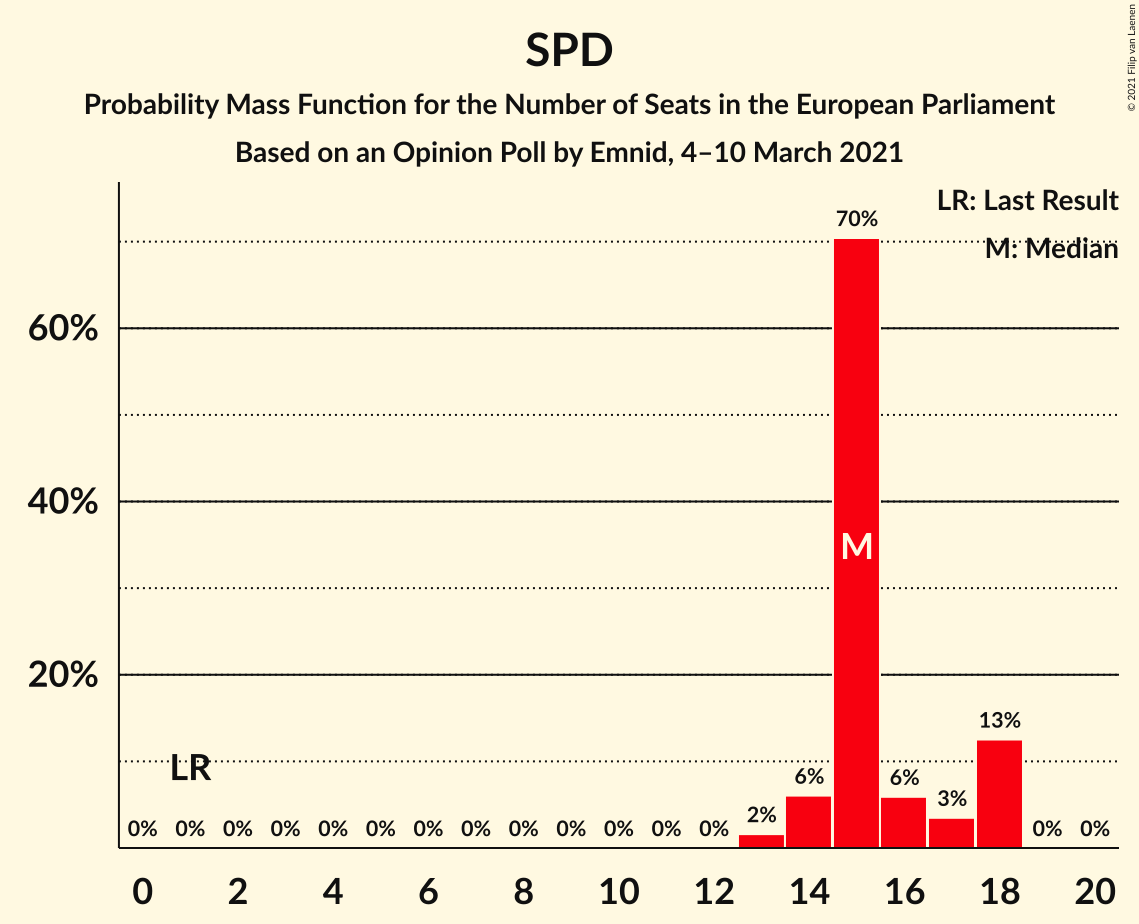 SPD
Probability Mass Function for the Number of Seats in the European Parliament
Based on an Opinion Poll by Emnid, 4–10 March 2021
© 2021 Filip van Laenen
LR: Last Result
M: Median
70%
60%
40%
M
20%
13%
LR
6%
6%
3%
2%
0% 0% 0% 0% 0% 0% 0% 0% 0% 0% 0% 0% 0% 0% 0%
0 2 4 6 8 10 12 14 16 18 20